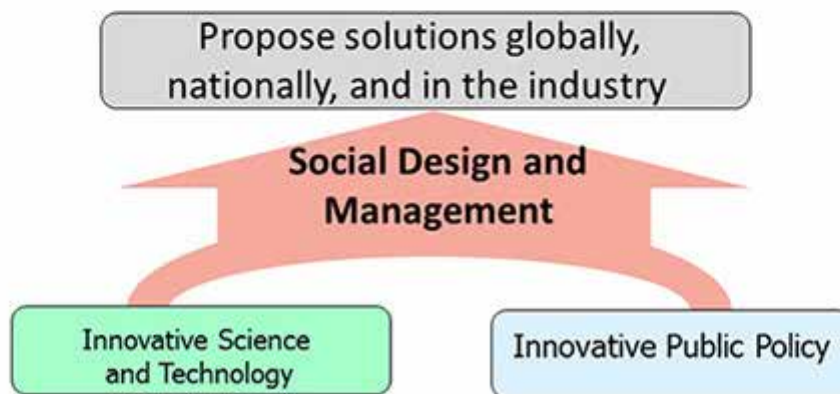 Propose solutions globally,
nationally, and in the industry
Social Design and
Management
Innovative Science
and Technology
Innovative Public Policy